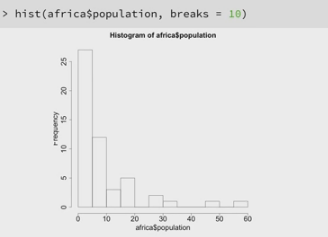 > hist(africa$population, breaks = 10)
Histogram of africa$population
Frequency
25
20
15
10
5
0
0 10 20 30 40 50 60
africa$population